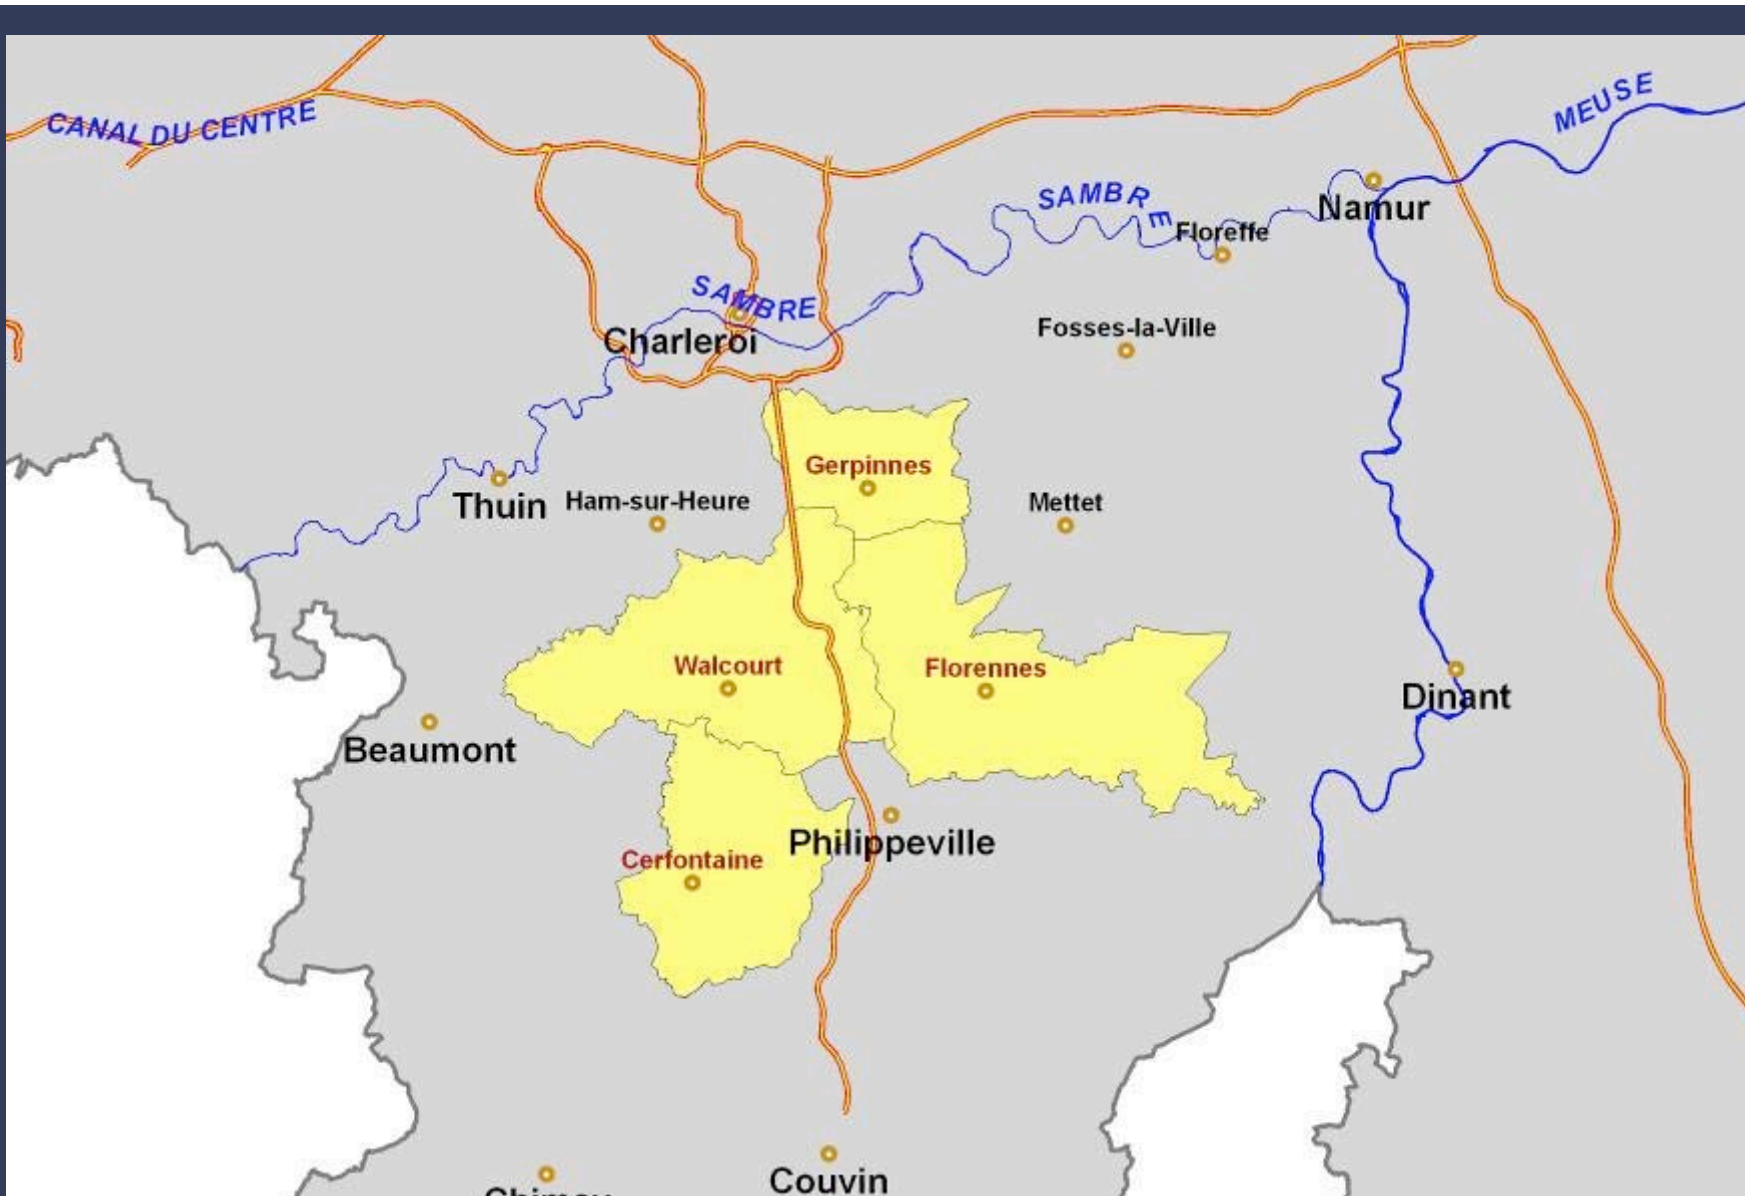 CANAL DU CENTRE
MEUSE
SAMBRE
Namur
Floreffe
SAMBRE
Charleroi
Fosses-la-Ville
Gerpinnes
Thuin
Ham-sur-Heure
Mettet
Walcourt
Florennes
Dinant
Beaumont
Philippeville
Cerfontaine
Couvin